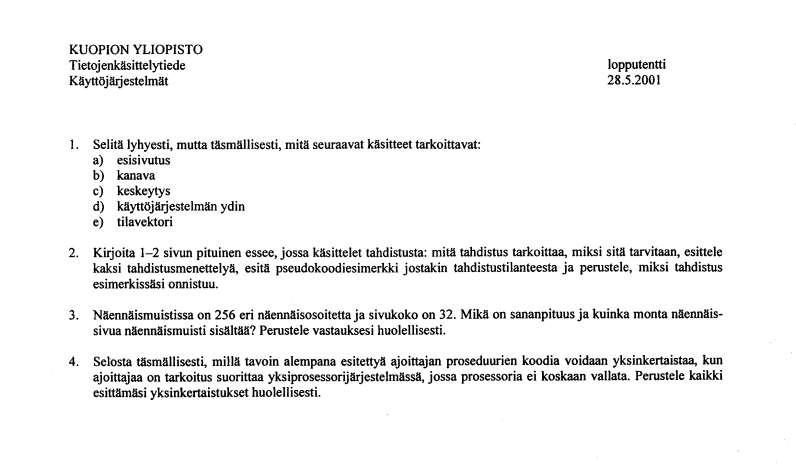 KUOPION YLIOPISTO
Tietojenkäsittelytiede lopputentti
Käyttöjärjestelmät 28.5.2001
1. Selitä lyhyesti, mutta täsmällisesti, mitä seuraavat käsitteet tarkoittavat:
a) esisivutus
b) kanava
c) keskeytys
d) käyttöjärjestelmän ydin
e) tilavektori
2. Kirjoita 1–2 sivun pituinen essee, jossa käsittelet tahdistusta: mitä tahdistus tarkoittaa, miksi sitä tarvitaan, esittele
kaksi tahdistusmenettelyä, esitä pseudokoodiesimerkki jostakin tahdistustilanteesta ja perustele, miksi tahdistus
esimerkissäsi onnistuu.
3. Näennäismuistissa on 256 eri näennäisosoitetta ja sivukoko on 32. Mikä on sananpituus ja kuinka monta näennäis-
sivua näennäismuisti sisältää? Perustele vastauksesi huolellisesti.
4. Selosta täsmällisesti, millä tavoin alempana esitettyä ajoittajan proseduurien koodia voidaan yksinkertaistaa, kun
ajoittajaa on tarkoitus suorittaa yksiprosessorijärjestelmässä, jossa prosessoria ei koskaan vallata. Perustele kaikki
esittämäsi yksinkertaistukset huolellisesti.